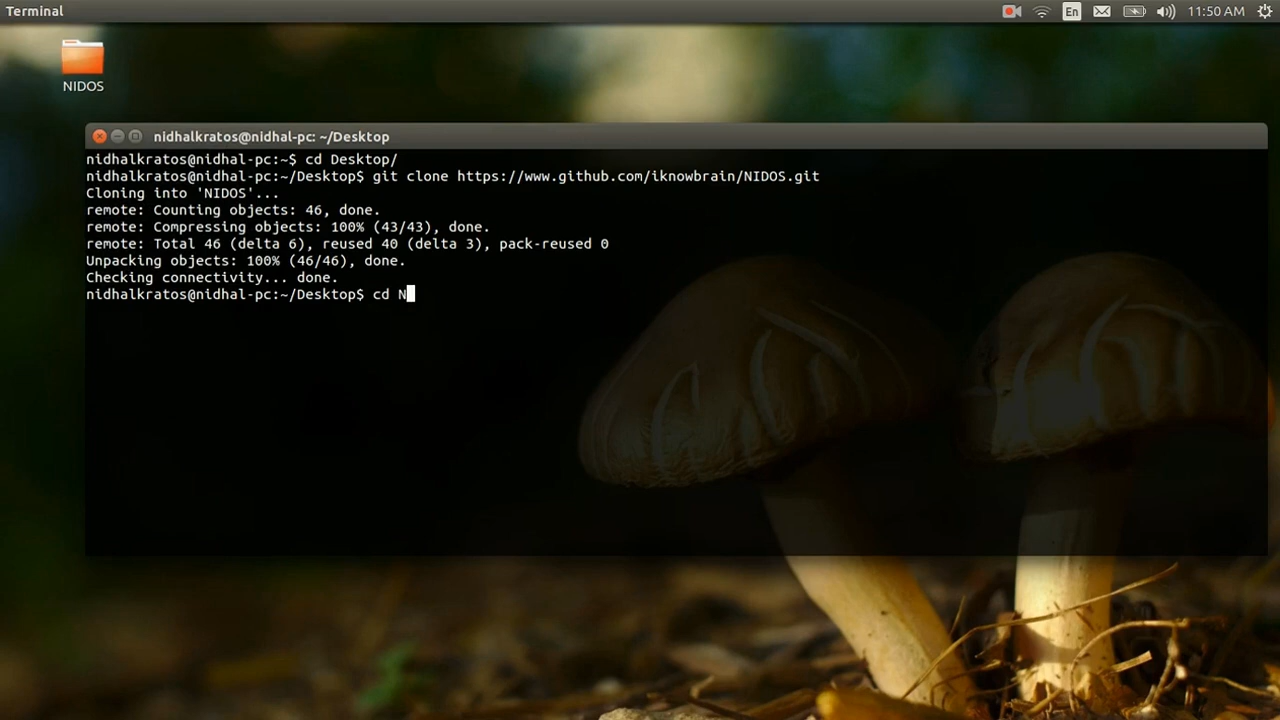 Terminal
En
11:50 AM
NIDOS
nidhalkratos@nidhal-pc: ~/Desktop
nidhalkratos@nidhal-pc:~$ cd Desktop/
nidhalkratos@nidhal-pc:~/Desktop$ git clone https://www.github.com/iknowbrain/NIDOS.git
Cloning into 'NIDOS'...
remote: Counting objects: 46, done.
remote: Compressing objects: 100% (43/43), done.
remote: Total 46 (delta 6), reused 40 (delta 3), pack-reused 0
Unpacking objects: 100% (46/46), done.
Checking connectivity... done.
nidhalkratos@nidhal-pc:~/Desktop$ cd N